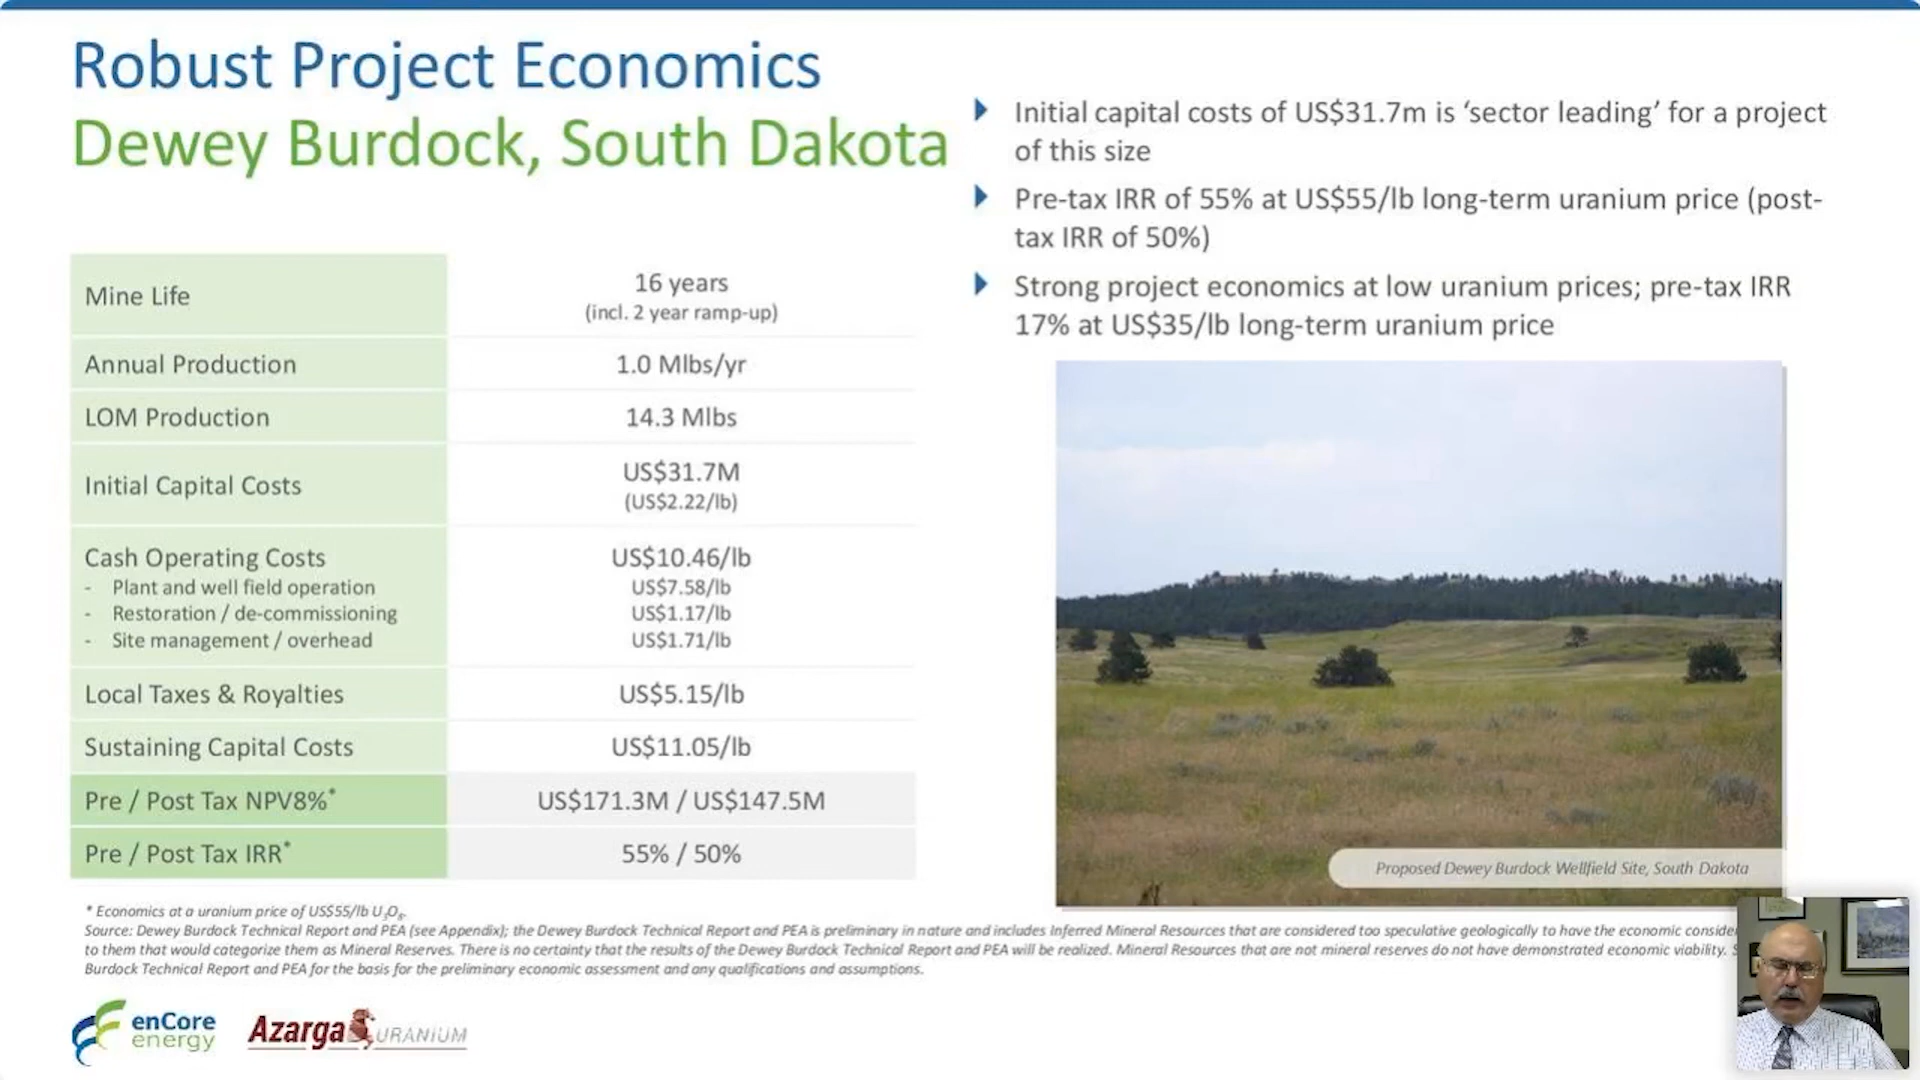 Robust Project Economics
Dewey Burdock, South Dakota
Initial capital costs of US$31.7m is ‘sector leading’ for a project
of this size
Pre-tax IRR of 55% at US$55/lb long-term uranium price (post-
tax IRR of 50%)
Strong project economics at low uranium prices; pre-tax IRR
17% at US$35/lb long-term uranium price
Mine Life
16 years
(incl. 2 year ramp-up)
Annual Production
1.0 Mlbs/yr
LOM Production
14.3 Mlbs
Initial Capital Costs
US$31.7M
(US$2.22/lb)
Cash Operating Costs
US$10.46/lb
- Plant and well field operation
US$7.58/lb
- Restoration / de-commissioning
US$1.17/lb
- Site management / overhead
US$1.71/lb
Local Taxes & Royalties
US$5.15/lb
Sustaining Capital Costs
US$11.05/lb
Pre / Post Tax NPV8%*
US$171.3M / US$147.5M
Pre / Post Tax IRR*
55% / 50%
Proposed Dewey Burdock Wellfield Site, South Dakota
* Economics at a uranium price of US$55/lb U3O8.
Source: Dewey Burdock Technical Report and PEA (see Appendix); the Dewey Burdock Technical Report and PEA is preliminary in nature and includes Inferred Mineral Resources that are considered too speculative geologically to have the economic conside
to them that would categorize them as Mineral Reserves. There is no certainty that the results of the Dewey Burdock Technical Report and PEA will be realized. Mineral Resources that are not mineral reserves do not have demonstrated economic viability.
Burdock Technical Report and PEA for the basis for the preliminary economic assessment and any qualifications and assumptions.
enCore
energy
Azarga URANIUM